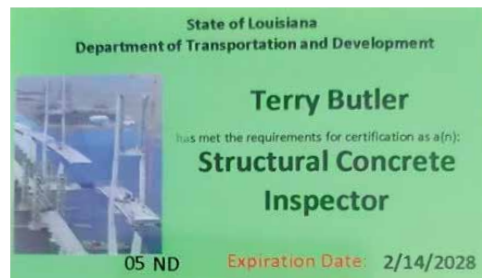 State of Louisiana
Department of Transportation and Development
Terry Butler
has met the requirements for certification as a(n):
Structural Concrete
Inspector
05 ND
Expiration Date: 2/14/2028